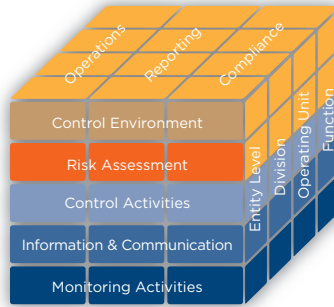 Operations
Reporting
Compliance
Control Environment
Risk Assessment
Control Activities
Information & Communication
Monitoring Activities
Entity Level
Division
Operating Unit
Function